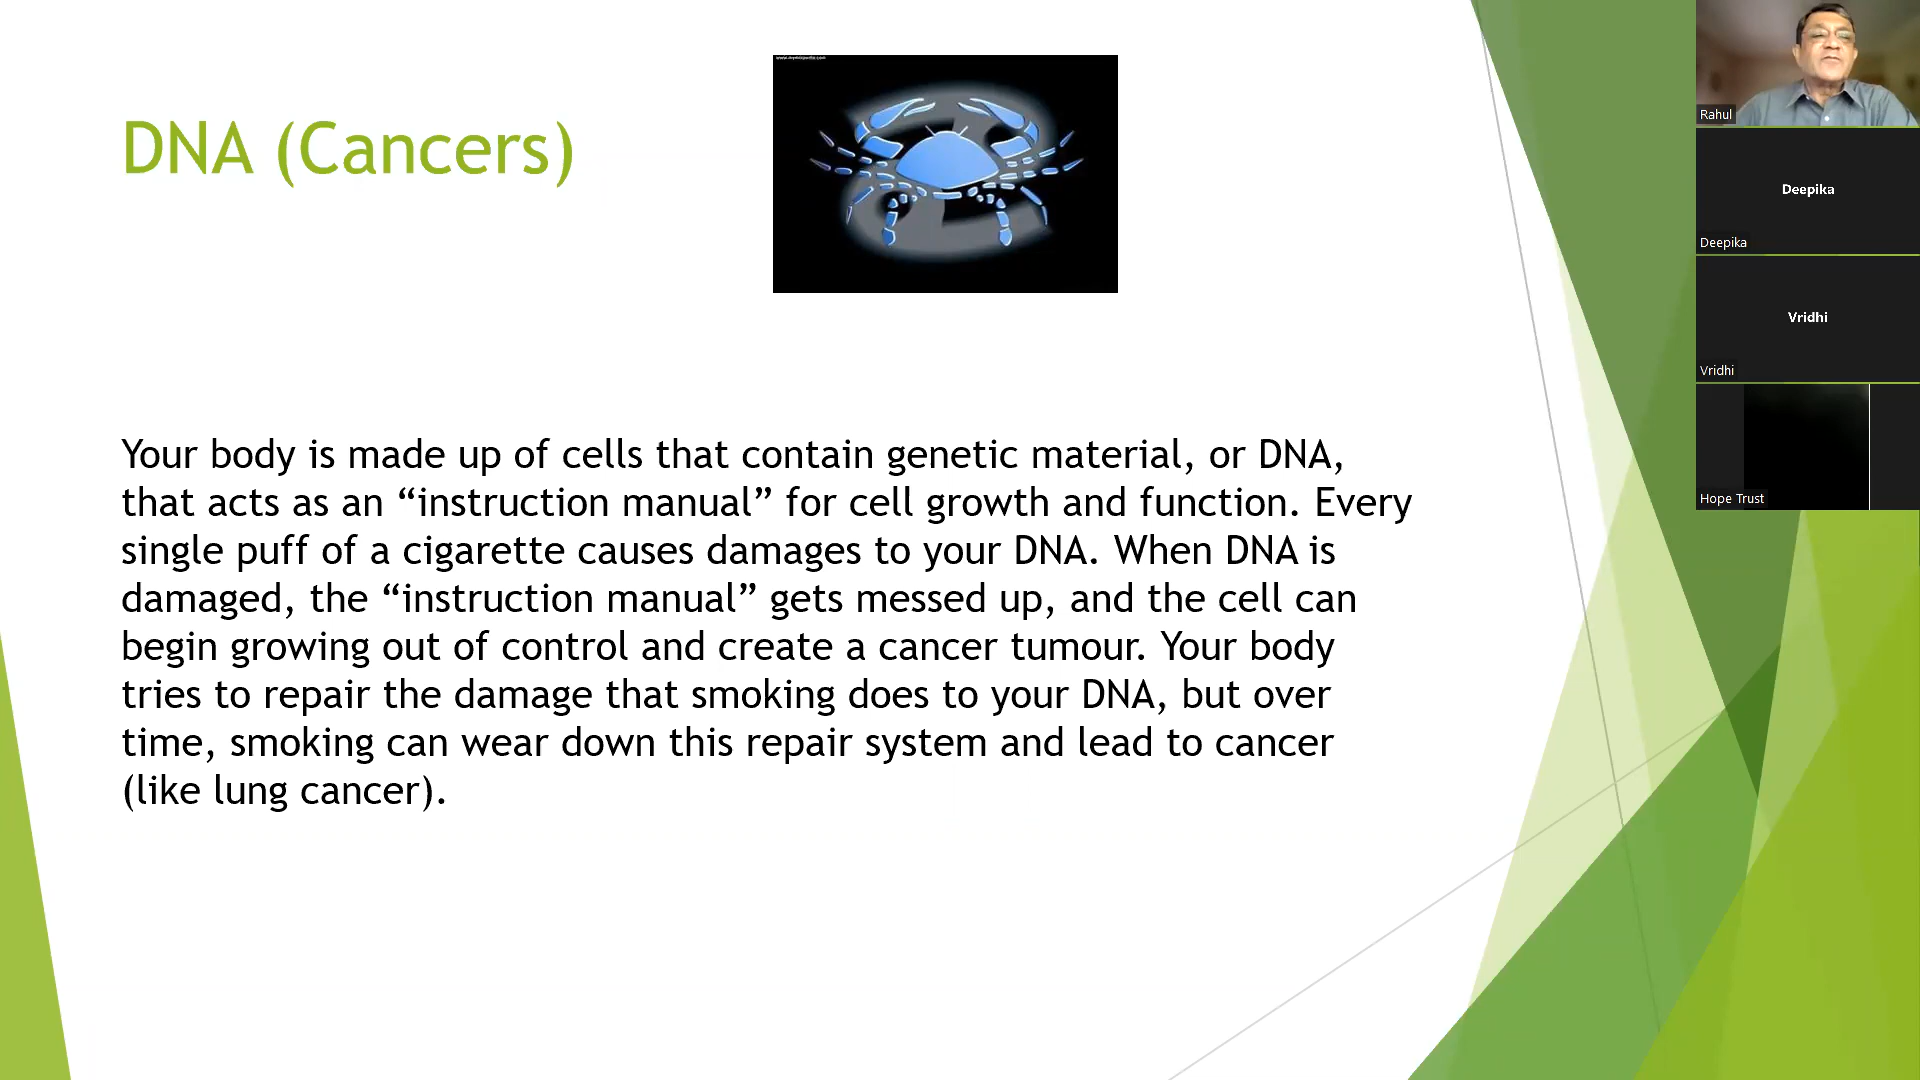 DNA (Cancers)
Your body is made up of cells that contain genetic material, or DNA,
that acts as an “instruction manual” for cell growth and function. Every
single puff of a cigarette causes damages to your DNA. When DNA is
damaged, the “instruction manual” gets messed up, and the cell can
begin growing out of control and create a cancer tumour. Your body
tries to repair the damage that smoking does to your DNA, but over
time, smoking can wear down this repair system and lead to cancer
(like lung cancer).
Rahul
Deepika
Deepika
Vridhi
Vridhi
Hope Trust